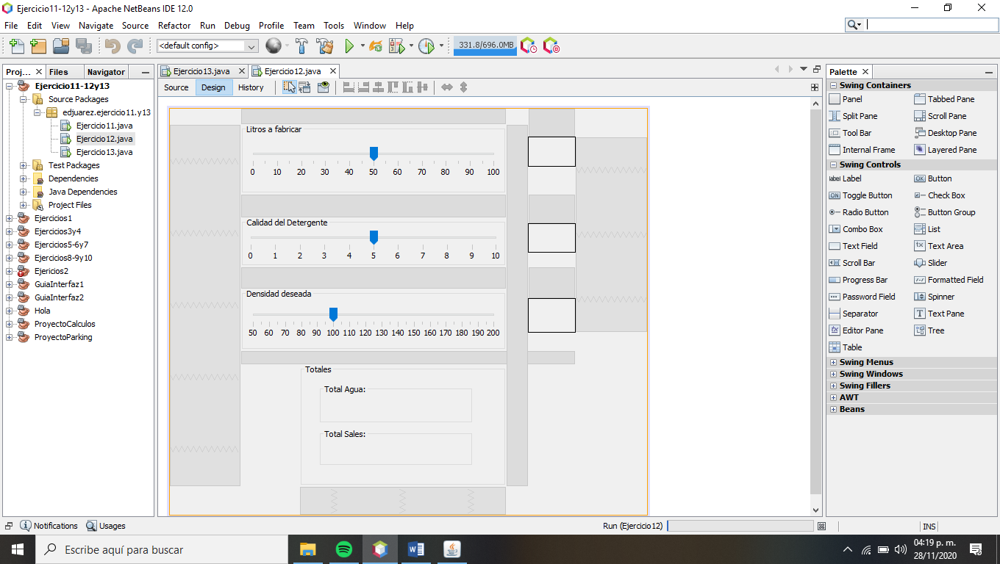 Ejercicio11-12y13 - Apache NetBeans IDE 12.0
File Edit View Navigate Source Refactor Run Debug Profile Team Tools Window Help
<default config>
331.8/696.0MB
Proj... Files Navigator
Ejercicio13.java Ejercicio12.java
Palette
Source Design History
Ejercicio11-12y13
Source Packages
edjuarez.ejercicio11.y13
Ejercicio11.java
Ejercicio12.java
Ejercicio13.java
Test Packages
Dependencies
Java Dependencies
Project Files
Ejercicios1
Ejercicios3y4
Ejercicios5-6y7
Ejercicios8-9y10
Ejericios2
GuiaInterfaz1
GuiaInterfaz2
Hola
ProyectoCalculos
ProyectoParking
Litros a fabricar
0 10 20 30 40 50 60 70 80 90 100
Calidad del Detergente
0 1 2 3 4 5 6 7 8 9 10
Densidad deseada
50 60 70 80 90 100 110 120 130 140 150 160 170 180 190 200
Totales
Total Agua:
Total Sales:
Swing Containers
Panel Tabbed Pane
Split Pane Scroll Pane
Tool Bar Desktop Pane
Internal Frame Layered Pane
Swing Controls
label Label OK Button
ON Toggle Button Check Box
Radio Button Button Group
Combo Box List
Text Field Text Area
Scroll Bar Slider
Progress Bar Formatted Field
Password Field Spinner
Separator Text Pane
Editor Pane Tree
Table
Swing Menus
Swing Windows
Swing Fillers
AWT
Beans
Notifications Usages
Run (Ejercicio12)
INS
Escribe aquí para buscar
04:19 p. m.
28/11/2020